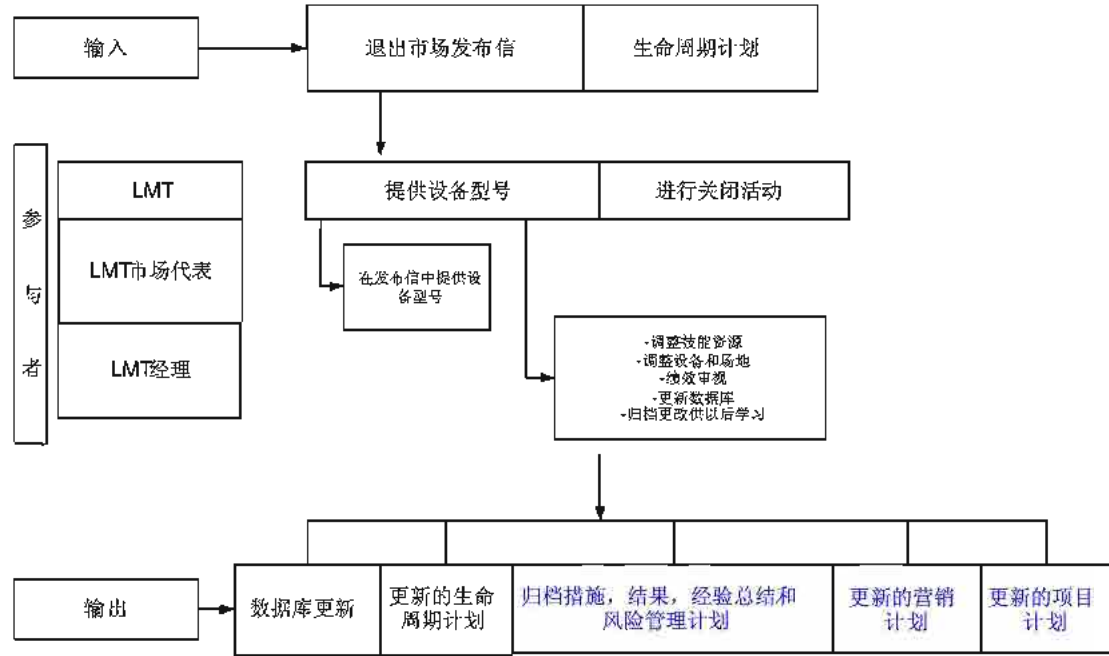 输入
退出市场发布信
生命周期计划
参与者
LMT
LMT市场代表
LMT经理
提供设备型号
进行关闭活动
在发布信中提供设
备型号
-调整技能资源
-调整设备和场地
-绩效审视
-更新数据库
-归档更改供以后学习
输出
数据库更新
更新的生命
周期计划
归档措施，结果，经验总结和
风险管理计划
更新的营销
计划
更新的项目
计划